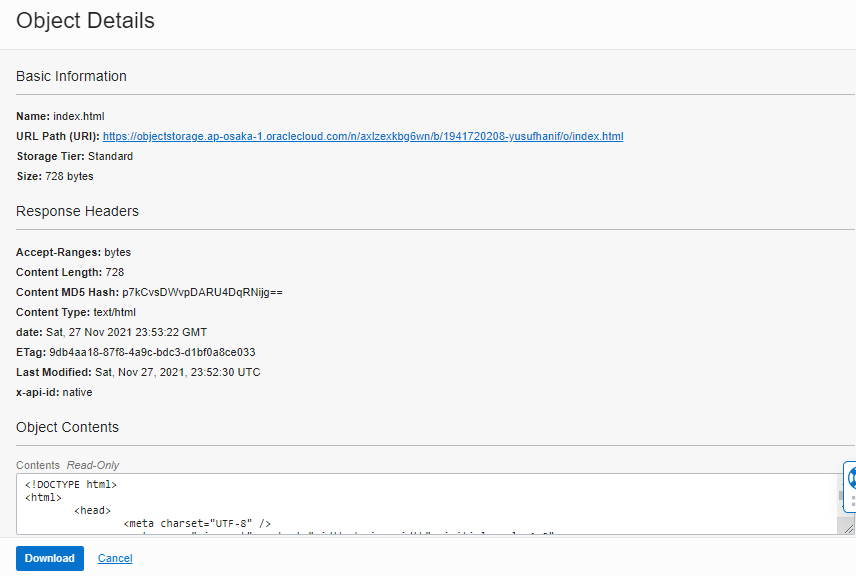 Object Details
Basic Information
Name: index.html
URL Path (URI): https://objectstorage.ap-osaka-1.oraclecloud.com/n/axlzexkbg6wn/b/1941720208-yusufhanif/o/index.html
Storage Tier: Standard
Size: 728 bytes
Response Headers
Accept-Ranges: bytes
Content Length: 728
Content MD5 Hash: p7kCvsDWvpDARU4DqRNijg==
Content Type: text/html
date: Sat, 27 Nov 2021 23:53:22 GMT
ETag: 9db4aa18-87f8-4a9c-bdc3-d1bf0a8ce033
Last Modified: Sat, Nov 27, 2021, 23:52:30 UTC
x-api-id: native
Object Contents
Contents Read-Only
<!DOCTYPE html>
<html>
<head>
<meta charset="UTF-8" />
Download Cancel